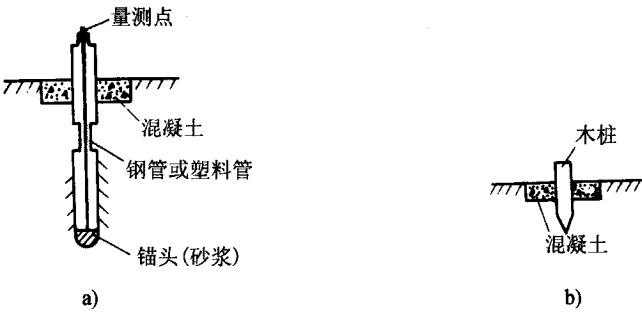 量测点
混凝土
钢管或塑料管
锚头(砂浆)
a)
木桩
混凝土
b)